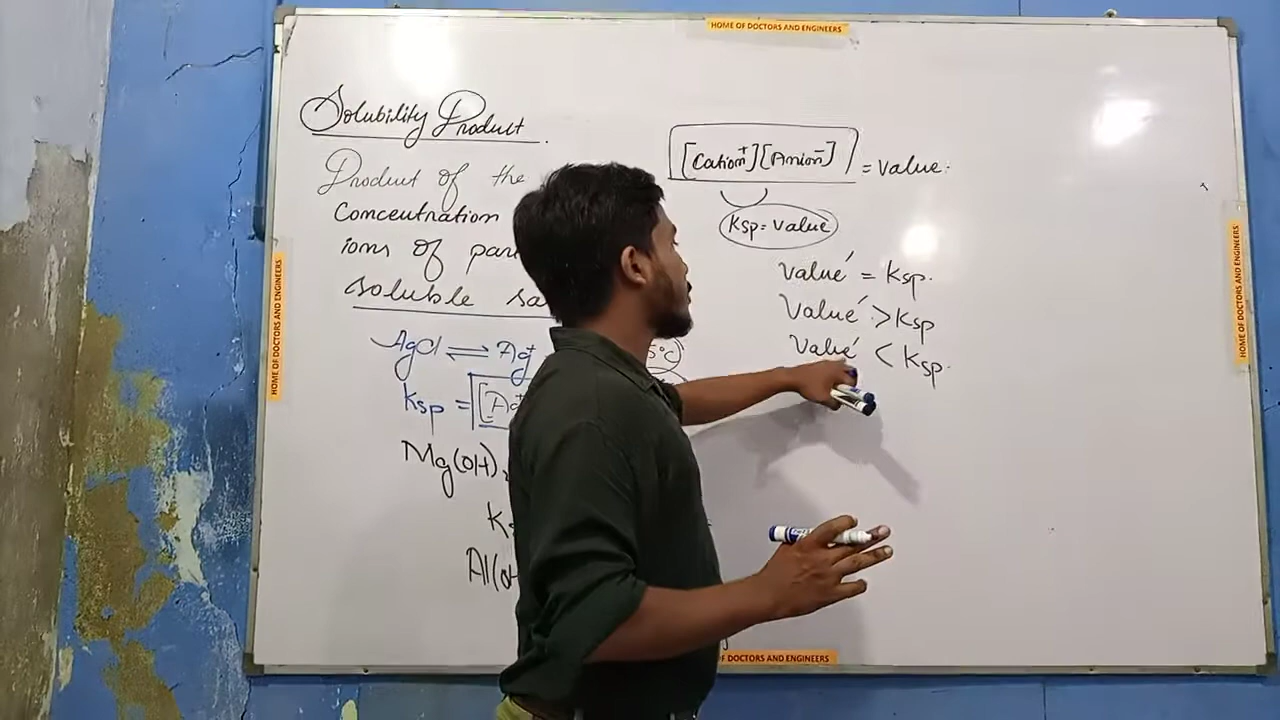 HOME OF DOCTORS AND ENGINEERS
Solubility Product.
Product of the
Concentration
ions of
soluble
AgCl ⇌ Ag+
Ksp = [Ag+
Mg(OH)2
Al(OH
[Cation+][Anion-] = Value.
Ksp = Value
Value' = Ksp.
Value' > Ksp
Value' < Ksp.
HOME OF DOCTORS AND ENGINEERS
HOME OF DOCTORS AND ENGINEERS
OF DOCTORS AND ENGINEERS